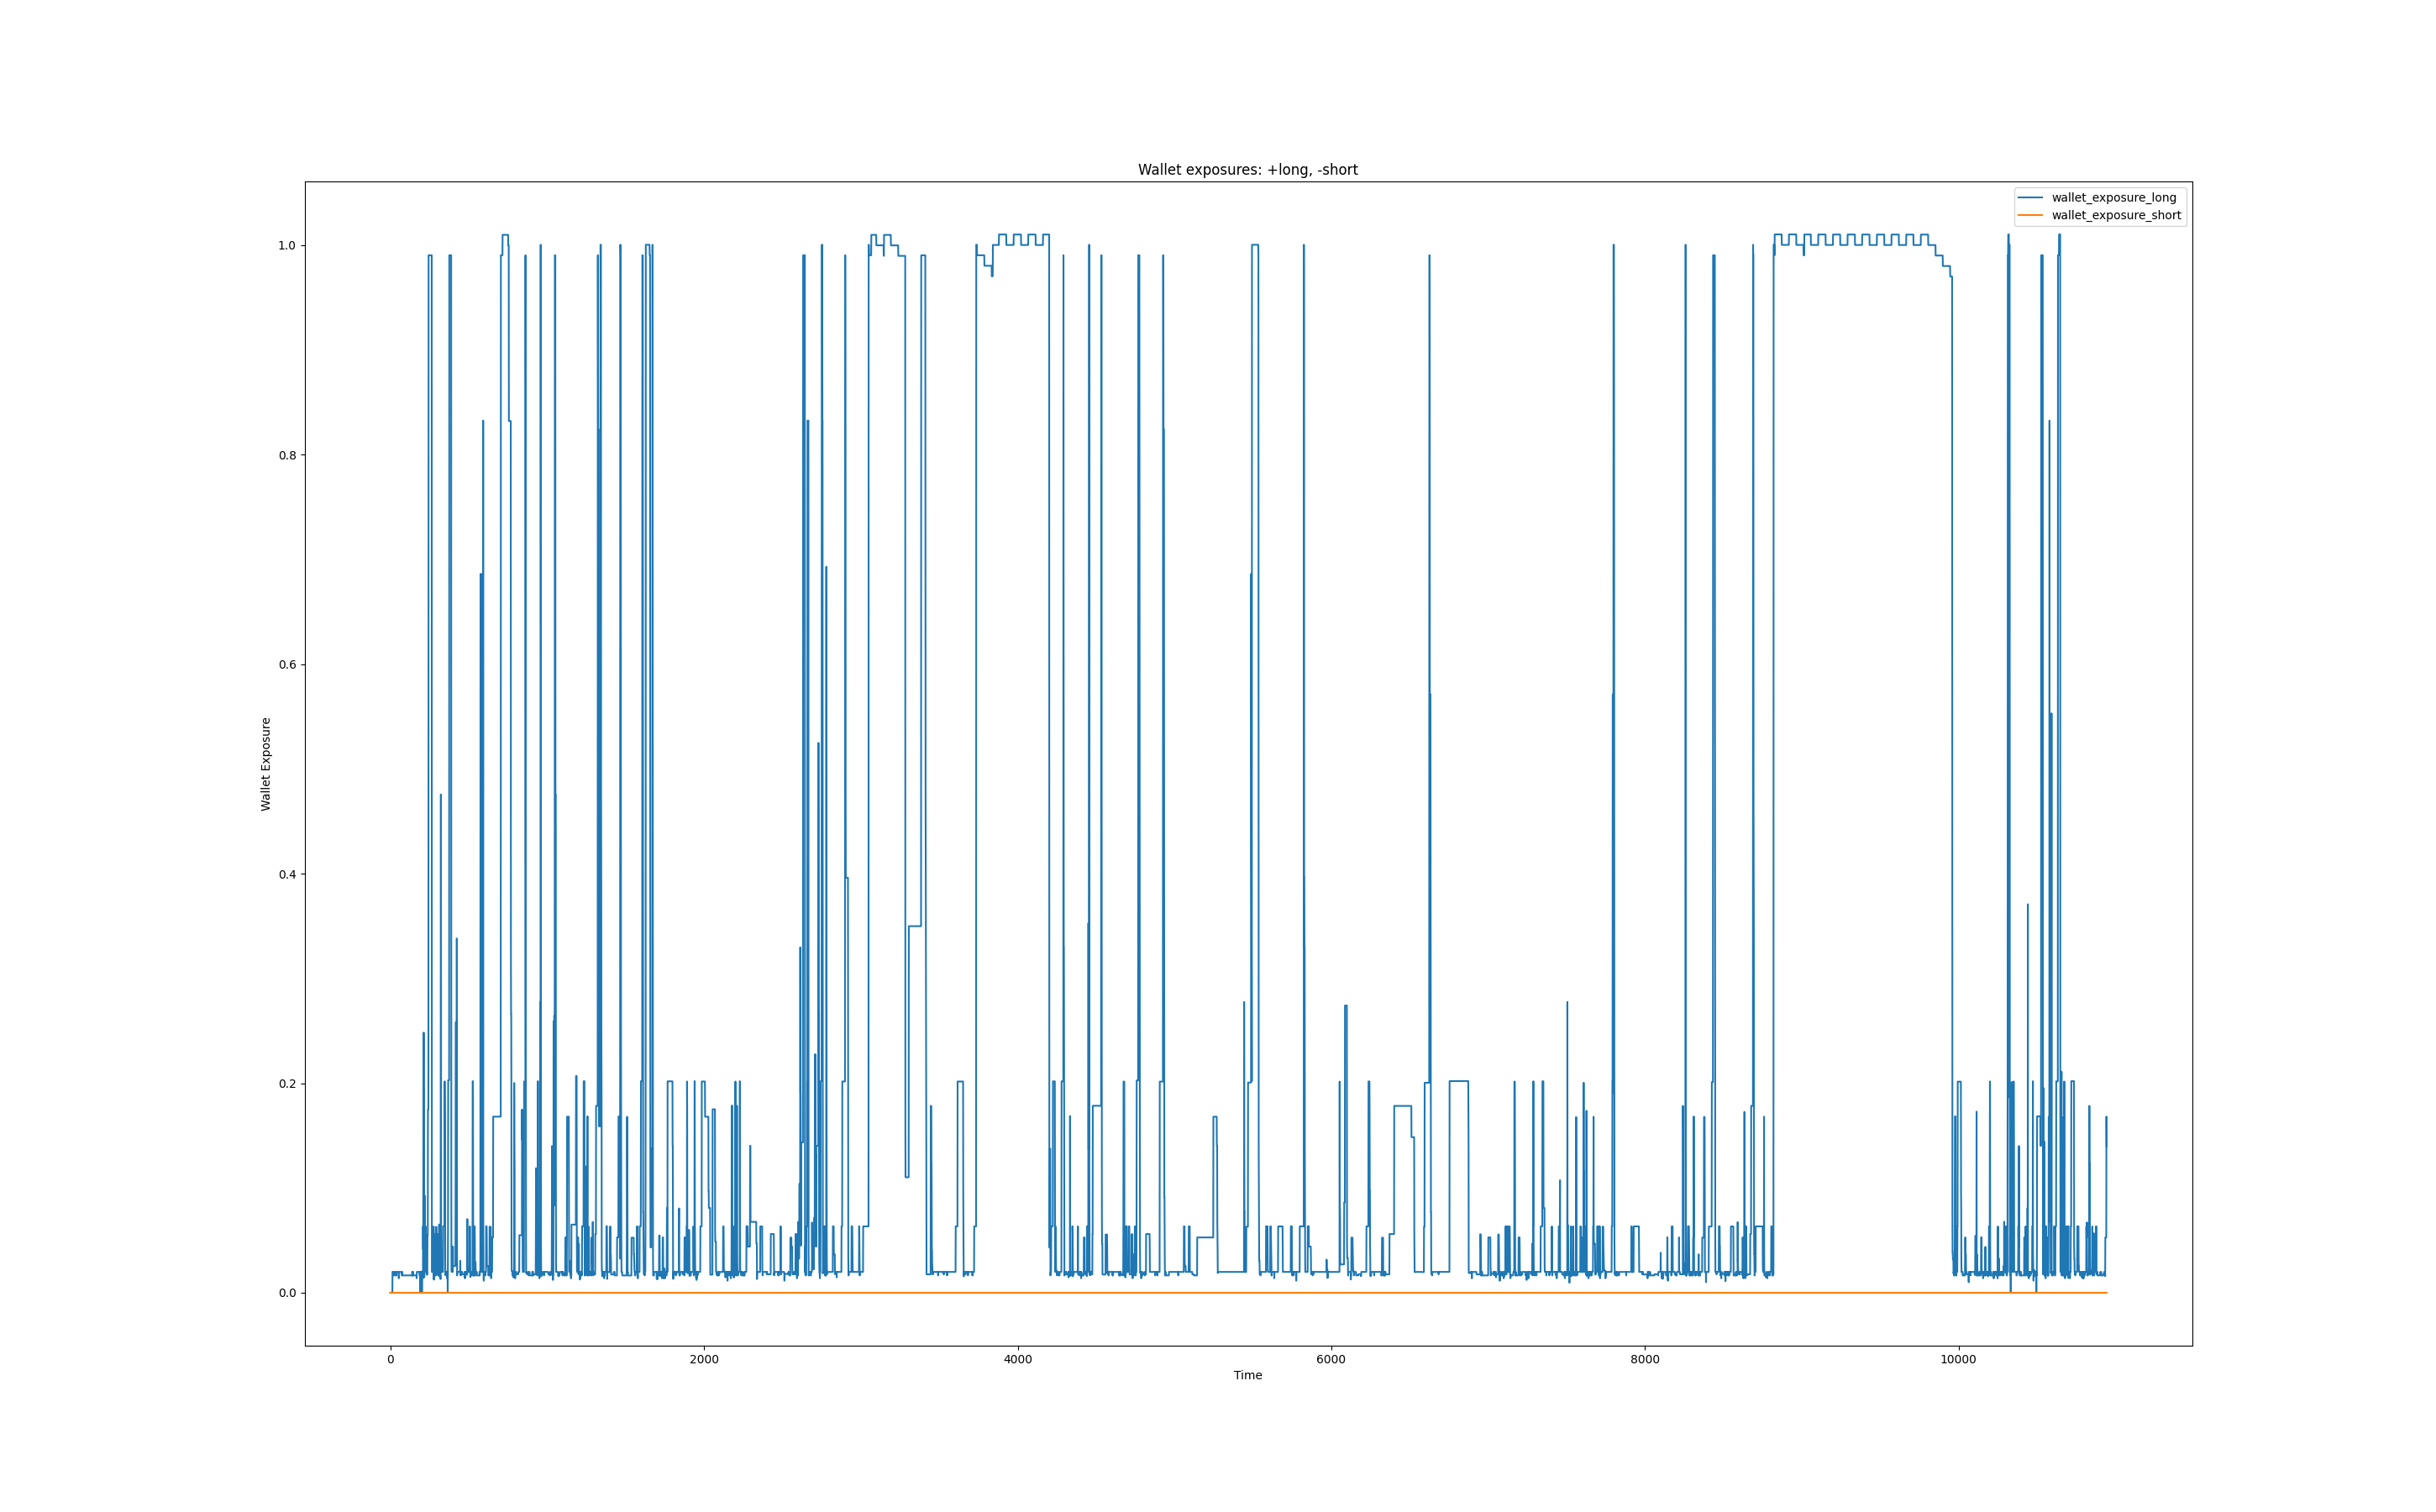 Wallet exposures: +long, -short
wallet_exposure_long
wallet_exposure_short
1.0
0.8
0.6
0.4
0.2
0.0
Wallet Exposure
0 2000 4000 6000 8000 10000
Time